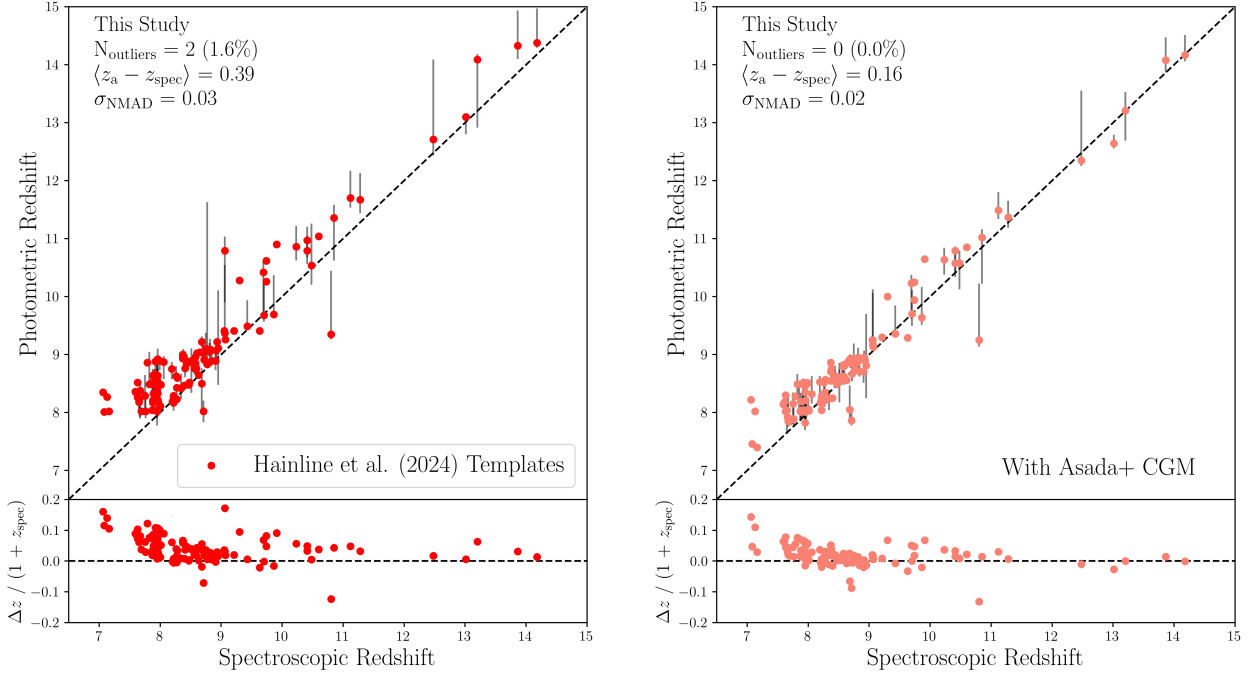 This Study
N_outliers = 2 (1.6%)
⟨z_a − z_spec⟩ = 0.39
σ_NMAD = 0.03
15
14
13
12
11
10
9
8
7
Photometric Redshift
Hainline et al. (2024) Templates
0.2
0.1
0.0
−0.1
−0.2
Δz / (1 + z_spec)
7 8 9 10 11 12 13 14 15
Spectroscopic Redshift
This Study
N_outliers = 0 (0.0%)
⟨z_a − z_spec⟩ = 0.16
σ_NMAD = 0.02
15
14
13
12
11
10
9
8
7
Photometric Redshift
With Asada+ CGM
0.2
0.1
0.0
−0.1
−0.2
Δz / (1 + z_spec)
7 8 9 10 11 12 13 14 15
Spectroscopic Redshift